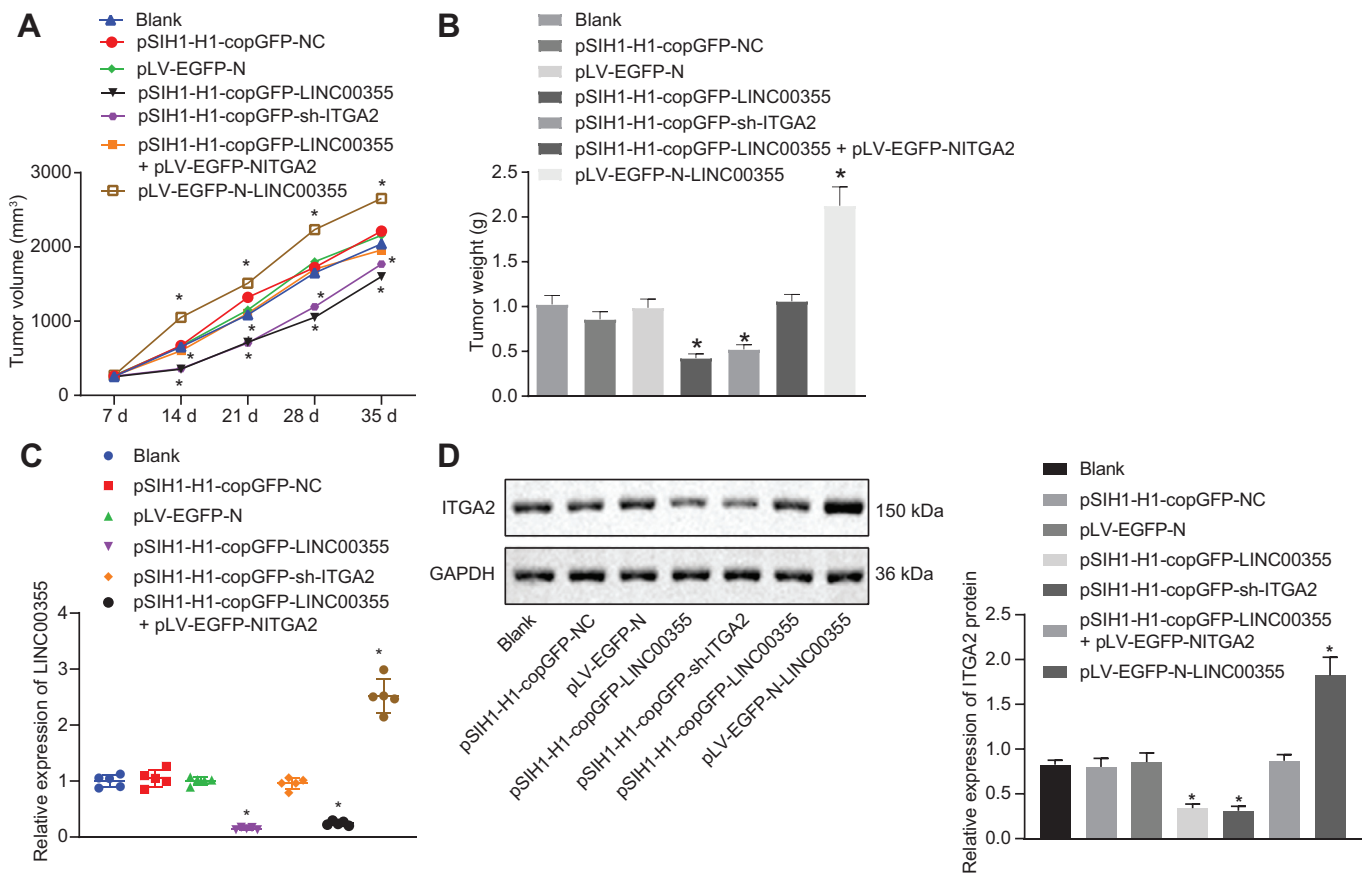 A
Blank
pSIH1-H1-copGFP-NC
pLV-EGFP-N
pSIH1-H1-copGFP-LINC00355
pSIH1-H1-copGFP-sh-ITGA2
pSIH1-H1-copGFP-LINC00355
+ pLV-EGFP-NITGA2
pLV-EGFP-N-LINC00355
Tumor volume (mm³)
3000
2000
1000
0
7 d
14 d
21 d
28 d
35 d
* * * * *
* * * *
* * * *
B
Blank
pSIH1-H1-copGFP-NC
pLV-EGFP-N
pSIH1-H1-copGFP-LINC00355
pSIH1-H1-copGFP-sh-ITGA2
pSIH1-H1-copGFP-LINC00355 + pLV-EGFP-NITGA2
pLV-EGFP-N-LINC00355
Tumor weight (g)
2.5
2.0
1.5
1.0
0.5
0.0
* * *
C
Blank
pSIH1-H1-copGFP-NC
pLV-EGFP-N
pSIH1-H1-copGFP-LINC00355
pSIH1-H1-copGFP-sh-ITGA2
pSIH1-H1-copGFP-LINC00355
+ pLV-EGFP-NITGA2
Relative expression of LINC00355
4
3
2
1
0
* * *
D
ITGA2
150 kDa
GAPDH
36 kDa
Blank
pSIH1-H1-copGFP-NC
pLV-EGFP-N
pSIH1-H1-copGFP-LINC00355
pSIH1-H1-copGFP-sh-ITGA2
pSIH1-H1-copGFP-LINC00355
pLV-EGFP-N-LINC00355
Blank
pSIH1-H1-copGFP-NC
pLV-EGFP-N
pSIH1-H1-copGFP-LINC00355
pSIH1-H1-copGFP-sh-ITGA2
pSIH1-H1-copGFP-LINC00355
+ pLV-EGFP-NITGA2
pLV-EGFP-N-LINC00355
Relative expression of ITGA2 protein
2.5
2.0
1.5
1.0
0.5
0.0
* * *